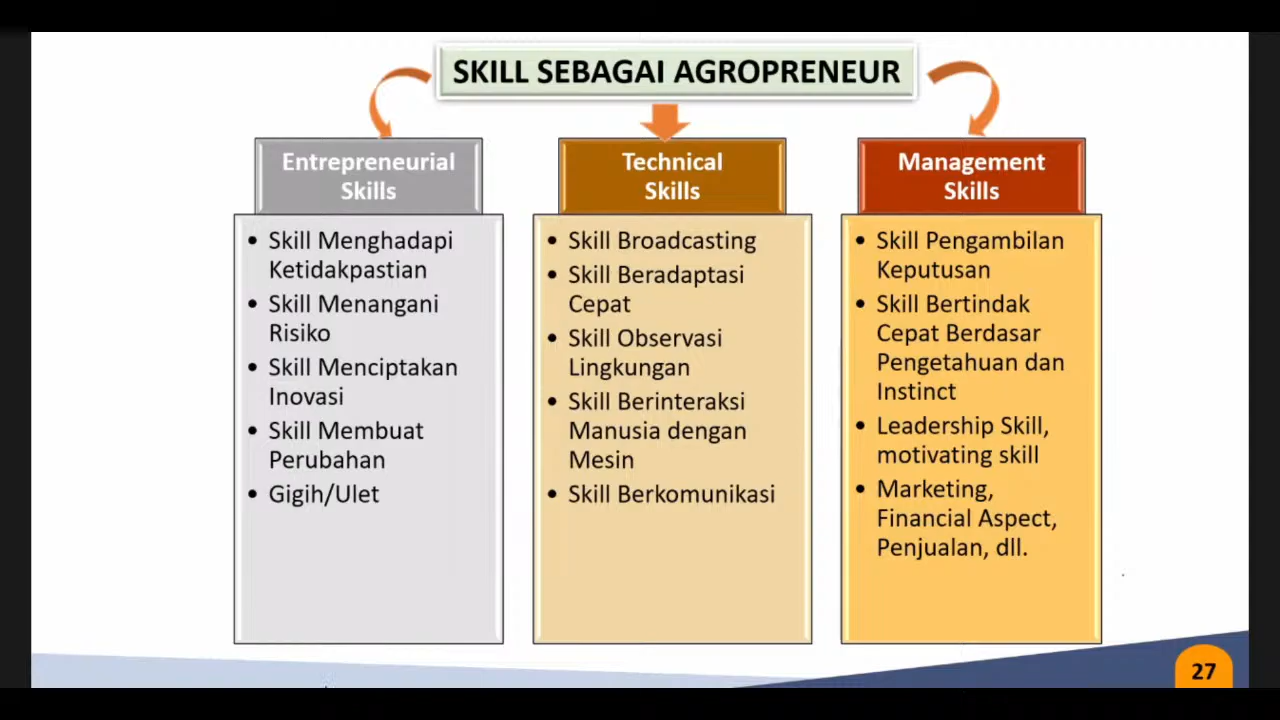 SKILL SEBAGAI AGROPRENEUR
Entrepreneurial
Skills
• Skill Menghadapi
Ketidakpastian
• Skill Menangani
Risiko
• Skill Menciptakan
Inovasi
• Skill Membuat
Perubahan
• Gigih/Ulet
Technical
Skills
• Skill Broadcasting
• Skill Beradaptasi
Cepat
• Skill Observasi
Lingkungan
• Skill Berinteraksi
Manusia dengan
Mesin
• Skill Berkomunikasi
Management
Skills
• Skill Pengambilan
Keputusan
• Skill Bertindak
Cepat Berdasar
Pengetahuan dan
Instinct
• Leadership Skill,
motivating skill
• Marketing,
Financial Aspect,
Penjualan, dll.
27